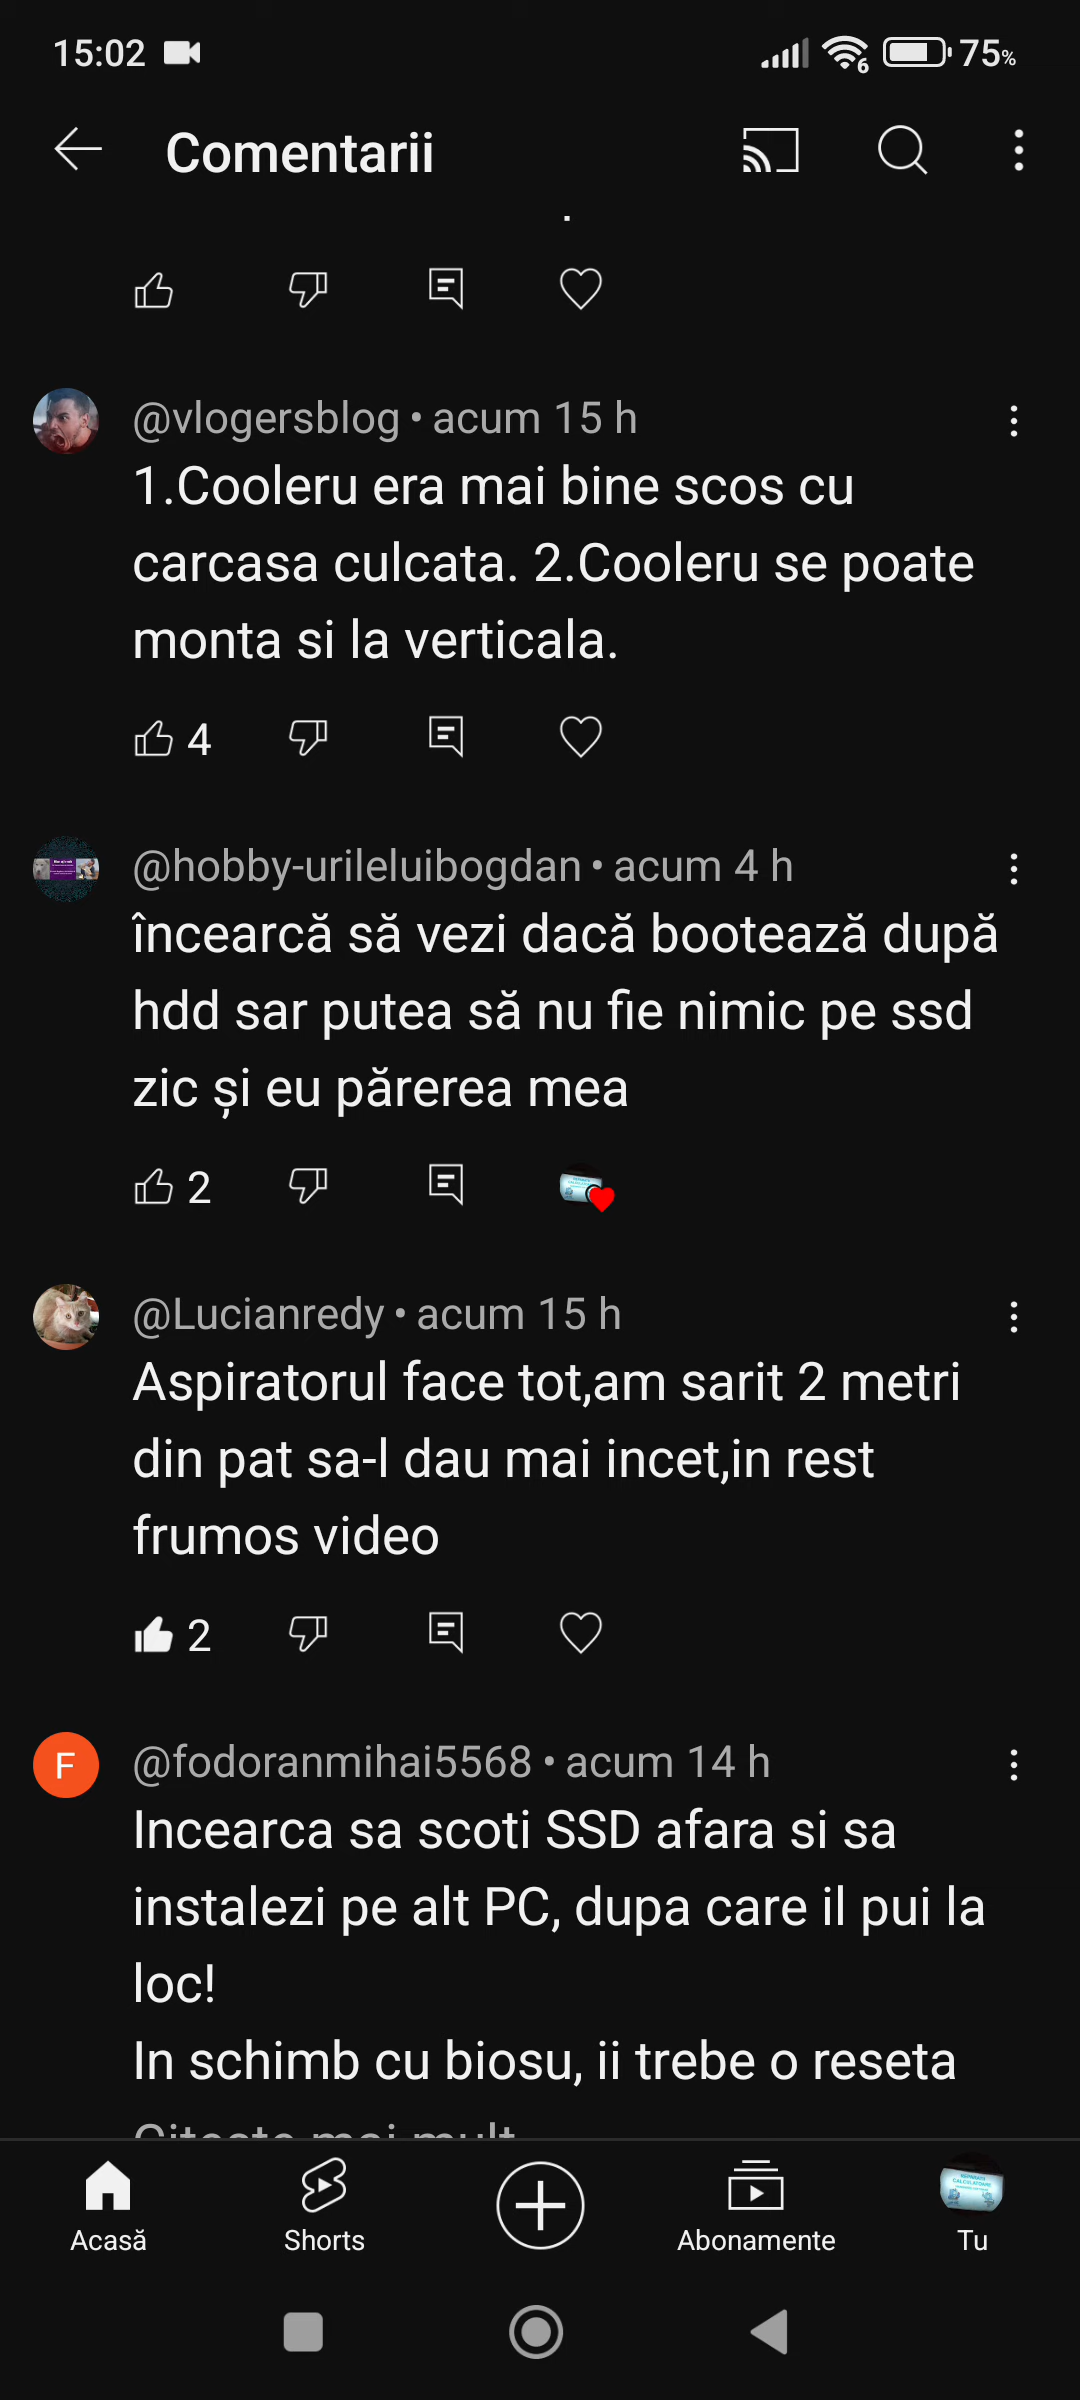 15:02
6
75%
Comentarii
@vlogersblog • acum 15 h
1.Cooleru era mai bine scos cu
carcasa culcata. 2.Cooleru se poate
monta si la verticala.
4
@hobby-urileluibogdan • acum 4 h
încearcă să vezi dacă bootează după
hdd sar putea să nu fie nimic pe ssd
zic și eu părerea mea
2
@Lucianredy • acum 15 h
Aspiratorul face tot,am sarit 2 metri
din pat sa-l dau mai incet,in rest
frumos video
2
F
@fodoranmihai5568 • acum 14 h
Incearca sa scoti SSD afara si sa
instalezi pe alt PC, dupa care il pui la
loc!
In schimb cu biosu, ii trebe o reseta
Citește mai mult
Acasă
Shorts
Abonamente
Tu